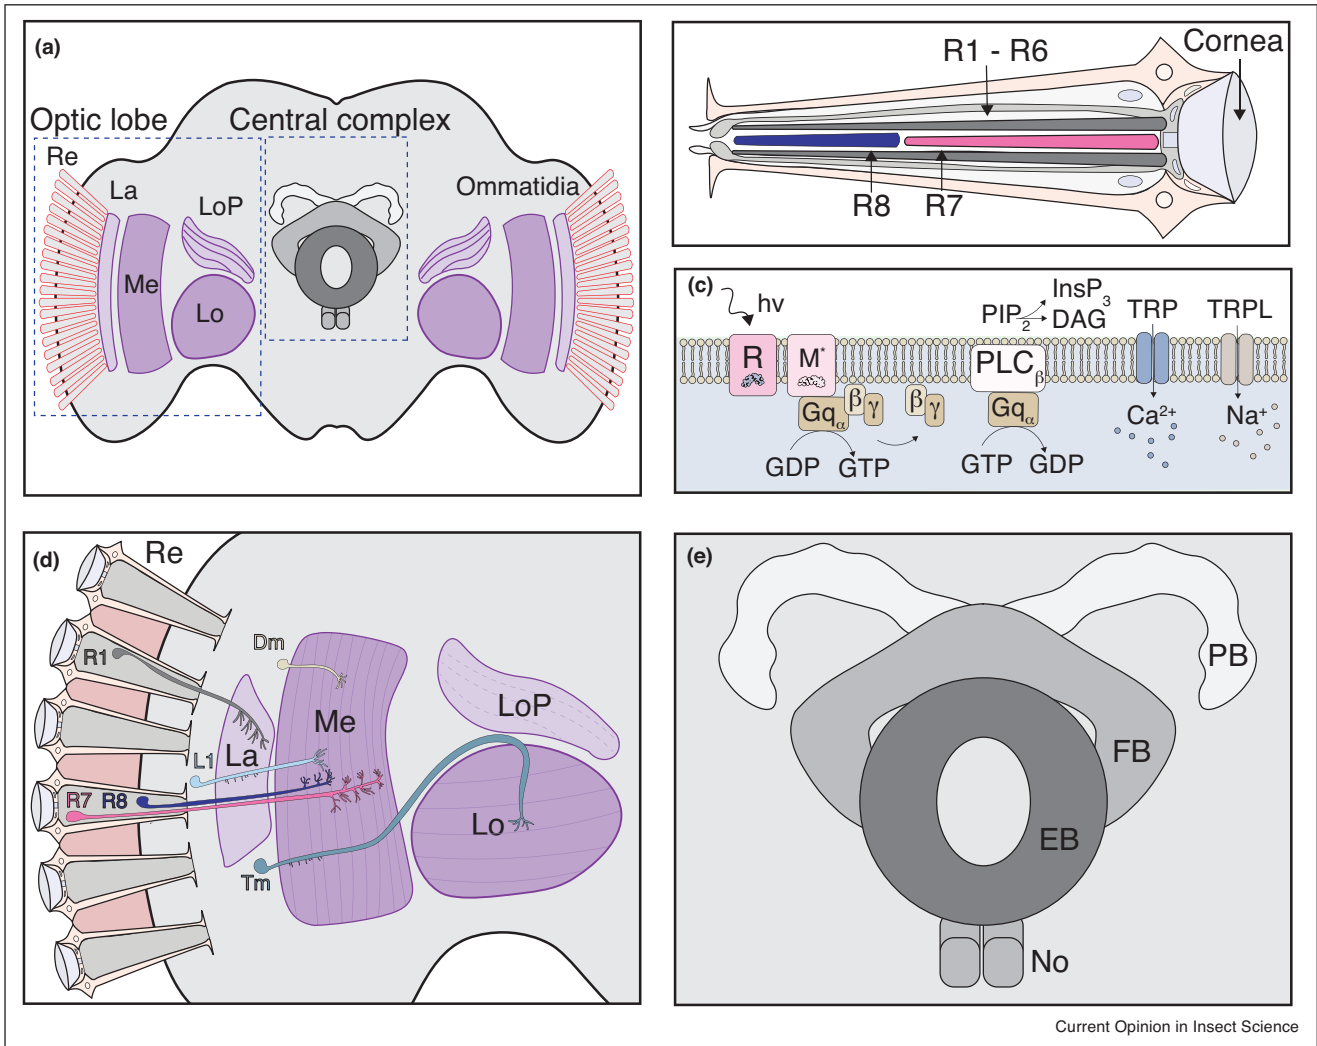 (a)
Optic lobe
Central complex
Re
La
LoP
Ommatidia
Me
Lo
R1 - R6
Cornea
R8
R7
(c)
hv
InsP3
PIP2
DAG
TRP
TRPL
R
M*
PLCβ
β
γ
β
γ
Gqα
Gqα
Ca2+
Na+
GDP
GTP
GTP
GDP
(d)
Re
Dm
R1
Me
LoP
La
L1
R7
R8
Lo
Tm
(e)
PB
FB
EB
No
Current Opinion in Insect Science